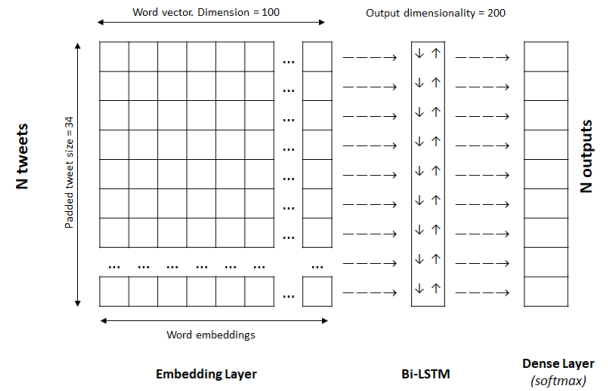 Word vector. Dimension = 100
Output dimensionality = 200
N tweets
Padded tweet size = 34
...
...
...
...
...
...
...
... ... ... ... ... ... ...
...
N outputs
Word embeddings
Embedding Layer
Bi-LSTM
Dense Layer
(softmax)